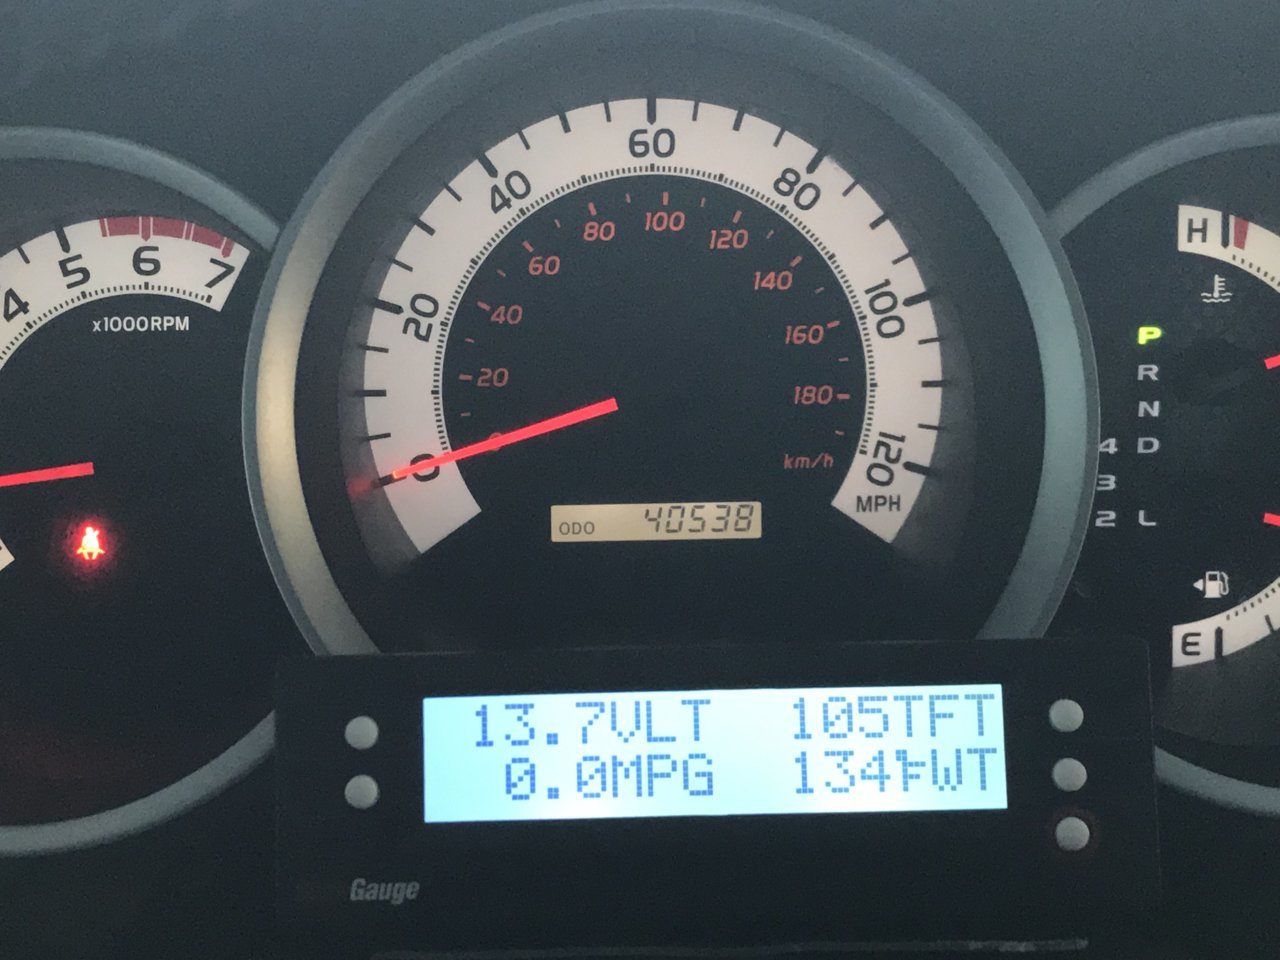 4 5 6 7
x1000RPM
0 20 40 60 80 100 120
MPH
20 40 60 80 100 120 140 160 180
km/h
ODO 40538
H
P
R
N
4 D
3
2 L
E
13.7VLT 105TFT
0.0MPG 134FWT
Gauge